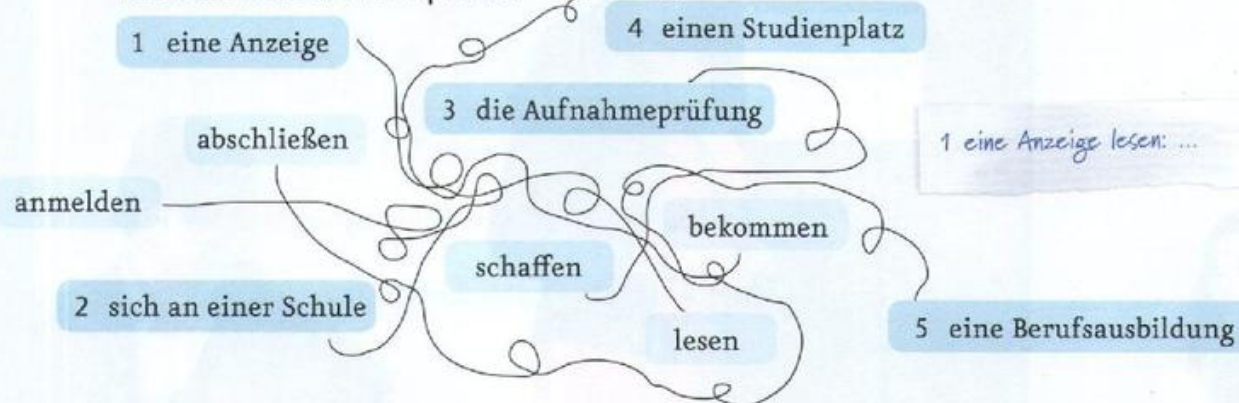 4 einen Studienplatz
1 eine Anzeige
3 die Aufnahmeprüfung
abschließen
1 eine Anzeige lesen: ...
anmelden
bekommen
schaffen
2 sich an einer Schule
5 eine Berufsausbildung
lesen